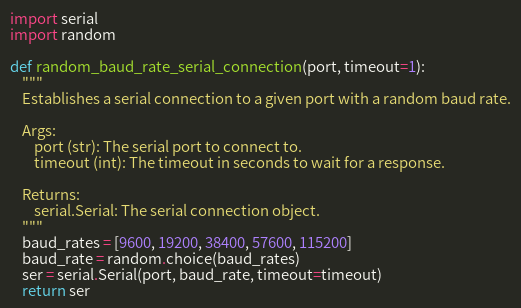 import serial
import random

def random_baud_rate_serial_connection(port, timeout=1):
    """
    Establishes a serial connection to a given port with a random baud rate.

    Args:
        port (str): The serial port to connect to.
        timeout (int): The timeout in seconds to wait for a response.

    Returns:
        serial.Serial: The serial connection object.
    """
    baud_rates = [9600, 19200, 38400, 57600, 115200]
    baud_rate = random.choice(baud_rates)
    ser = serial.Serial(port, baud_rate, timeout=timeout)
    return ser